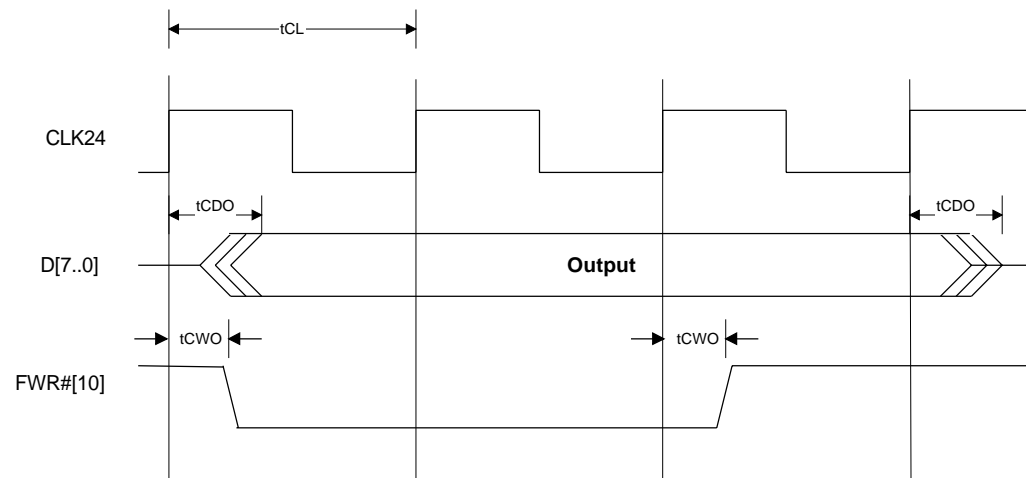 tCL
CLK24
tCDO tCDO
D[7..0] Output
tCWO tCWO
FWR#[10]